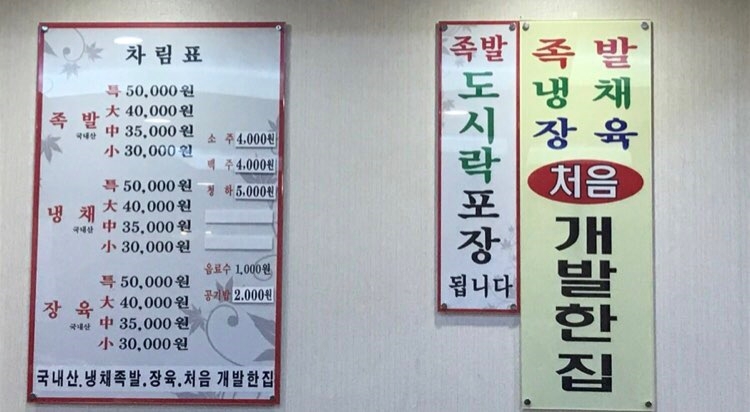 차림표
족발
국내산
특 50,000원
大 40,000원
中 35,000원
小 30,000원
냉채
국내산
특 50,000원
大 40,000원
中 35,000원
小 30,000원
장육
국내산
특 50,000원
大 40,000원
中 35,000원
小 30,000원
소주 4,000원
맥주 4,000원
청하 5,000원
음료수 1,000원
공기밥 2,000원
국내산.냉채족발.장육.처음 개발한집
족발
도시락
포장
됩니다
족발
냉채
장육
처음
개발한집